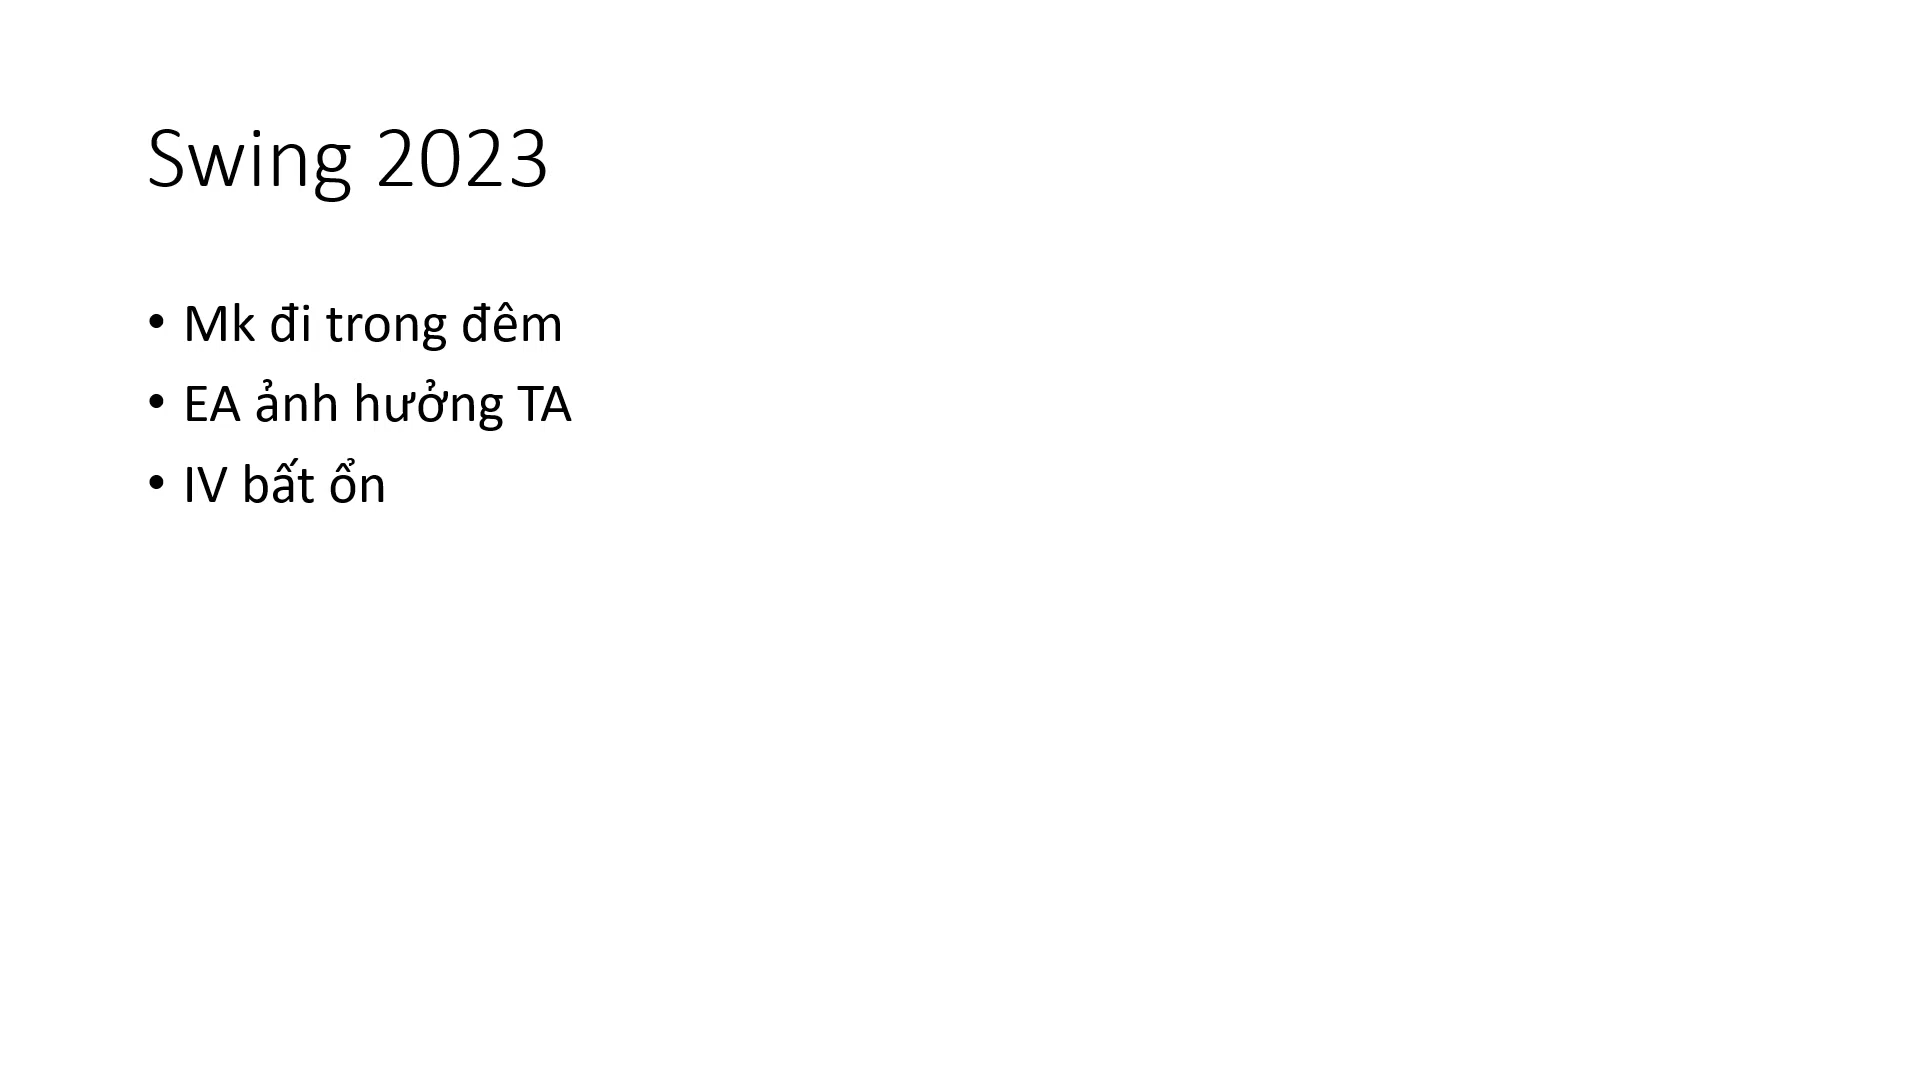 Swing 2023
• Mk đi trong đêm
• EA ảnh hưởng TA
• IV bất ổn